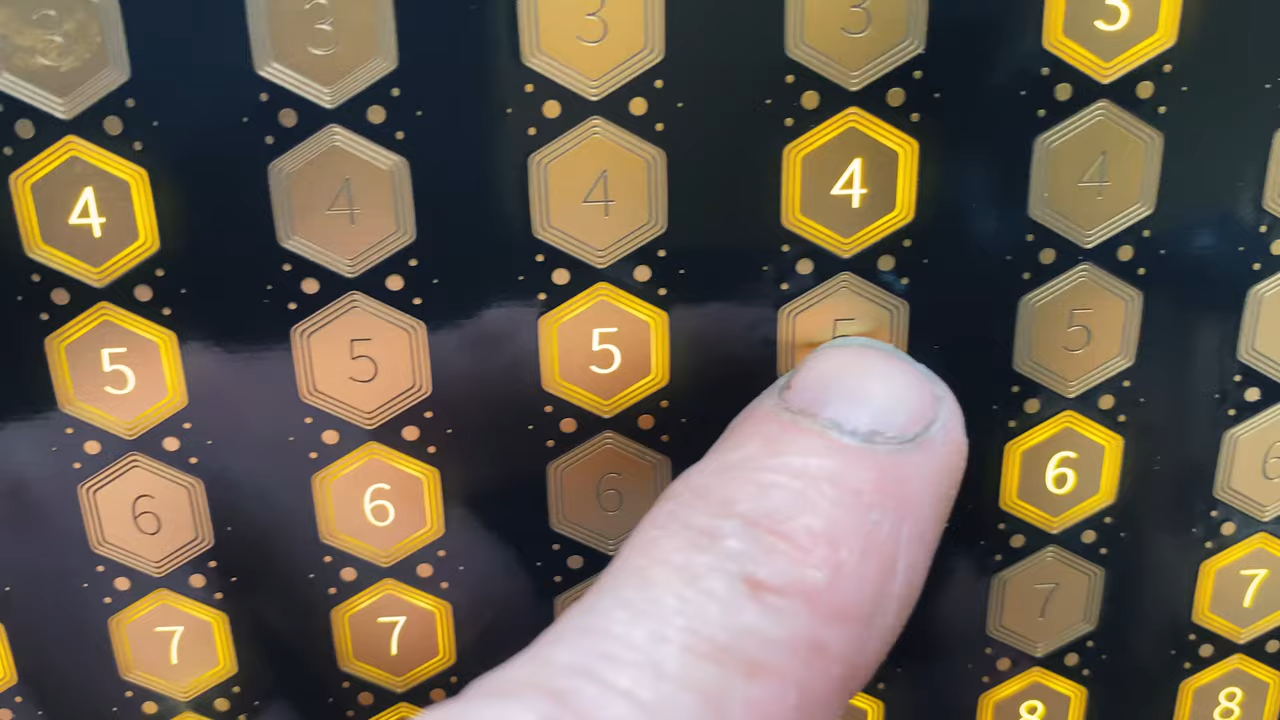 3 3 3 3 3
4 4 4 4 4
5 5 5 5 5
6 6 6 6 6
7 7 7 7
8 8